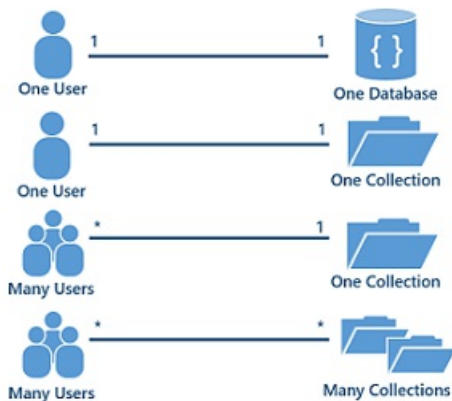 1 1
{ }
One User One Database
1 1
One User One Collection
* 1
Many Users One Collection
* *
Many Users Many Collections